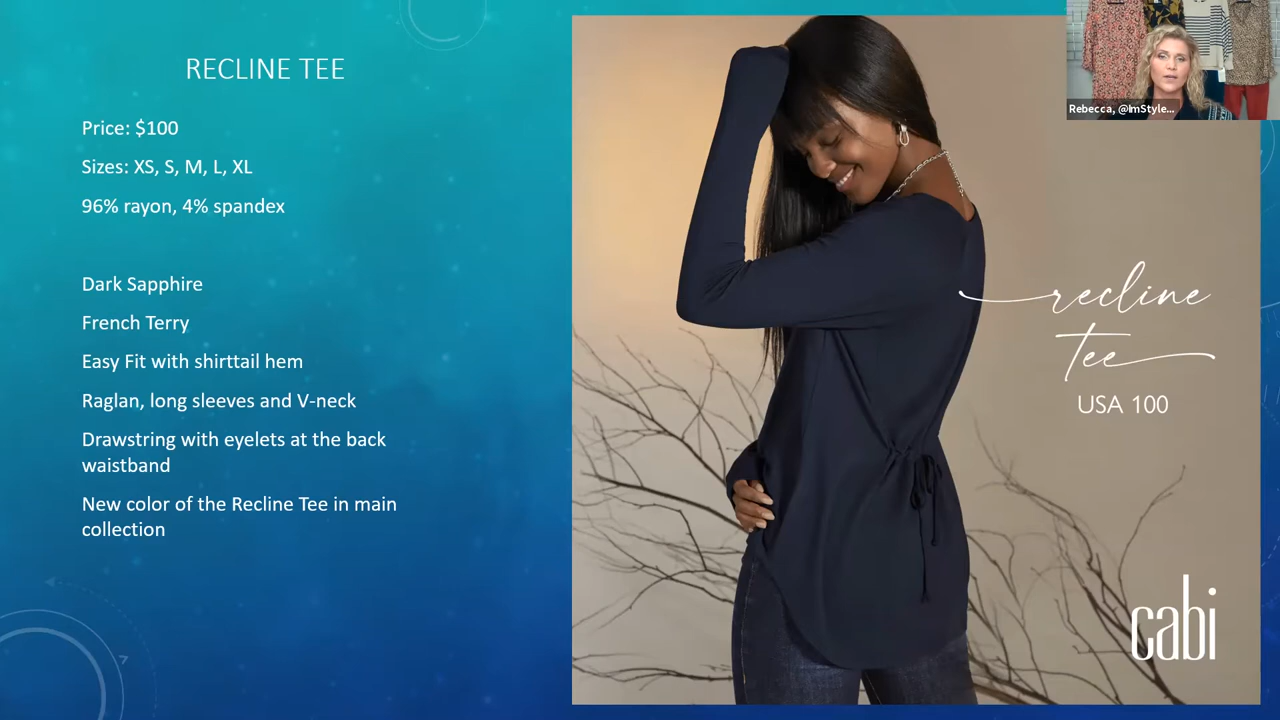 RECLINE TEE
Price: $100
Sizes: XS, S, M, L, XL
96% rayon, 4% spandex
Dark Sapphire
French Terry
Easy Fit with shirttail hem
Raglan, long sleeves and V-neck
Drawstring with eyelets at the back
waistband
New color of the Recline Tee in main
collection
Rebecca, @ImStyle...
recline
tee
USA 100
cabi